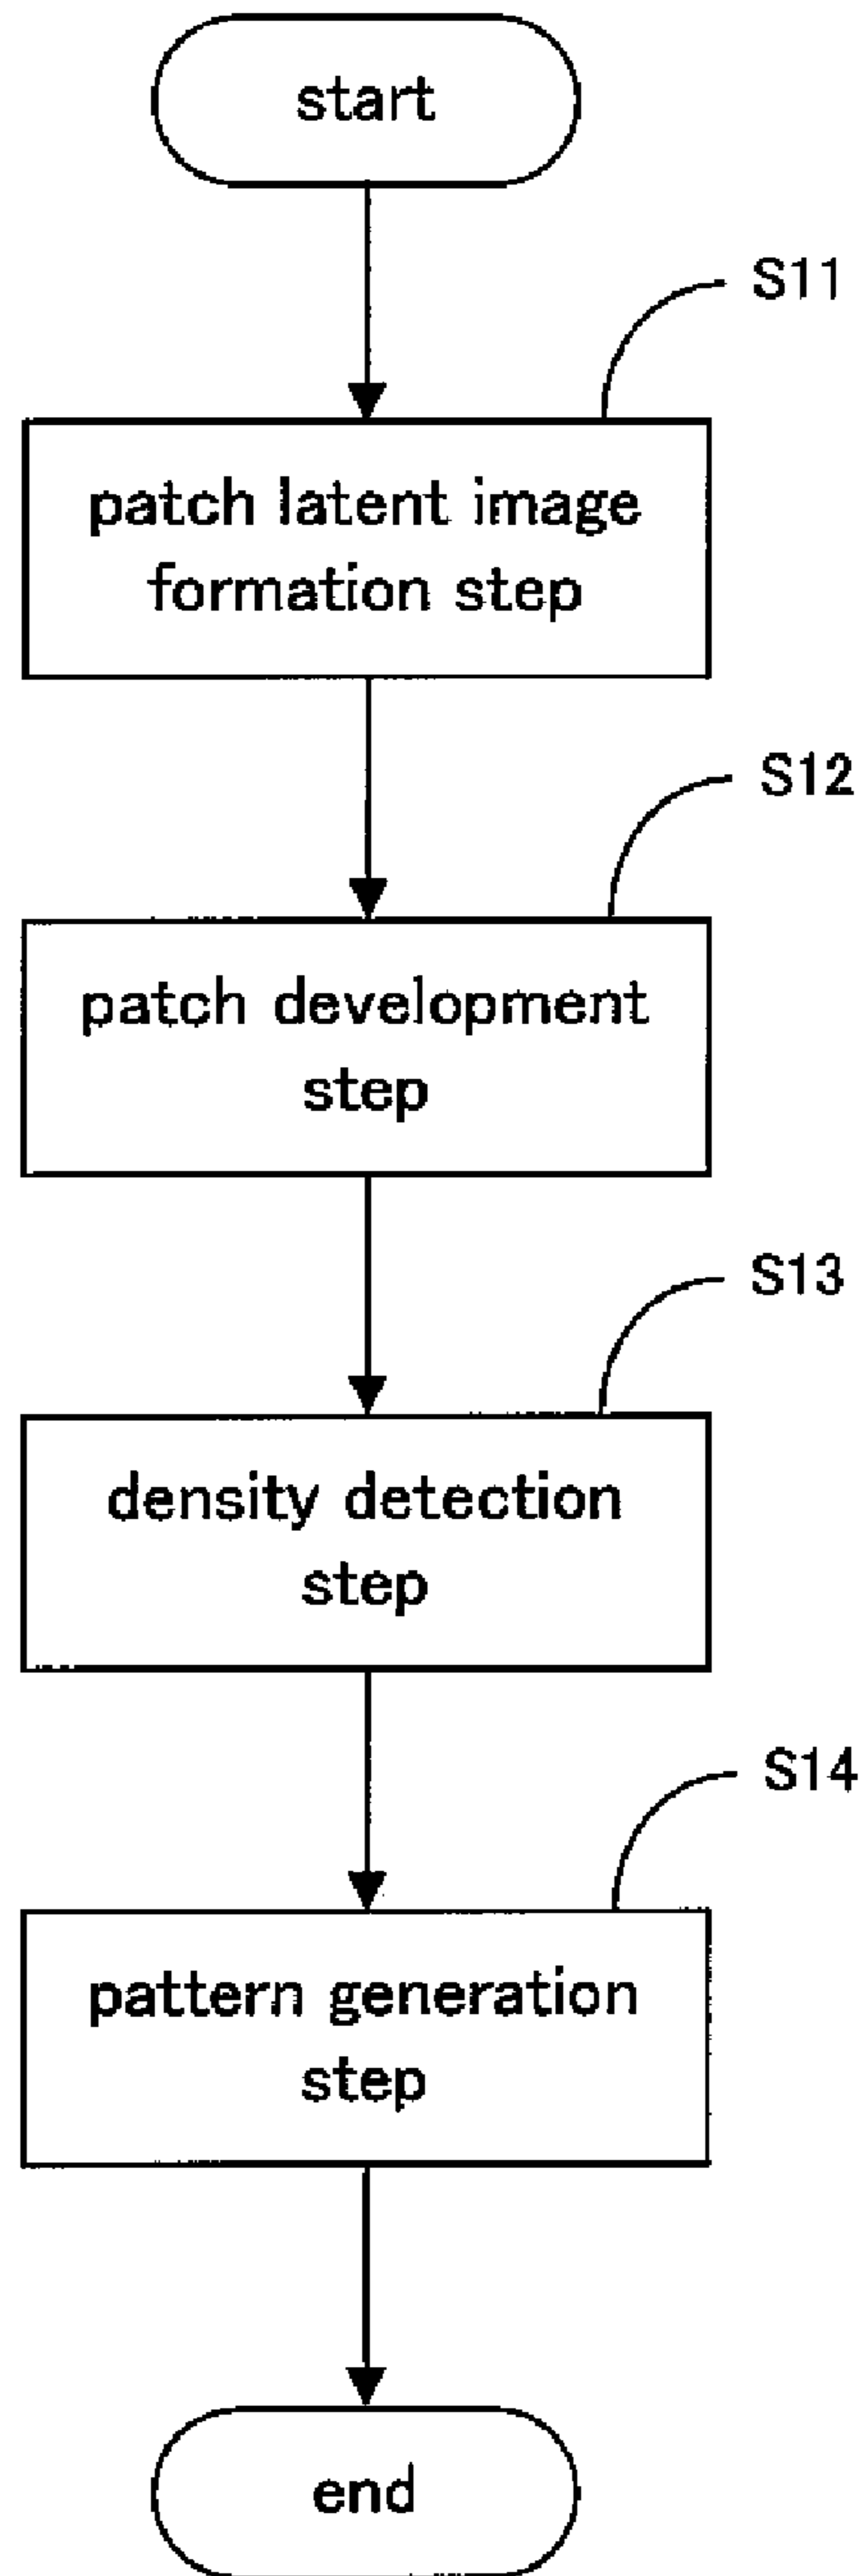 start
S11
patch latent image
formation step
S12
patch development
step
S13
density detection
step
S14
pattern generation
step
end